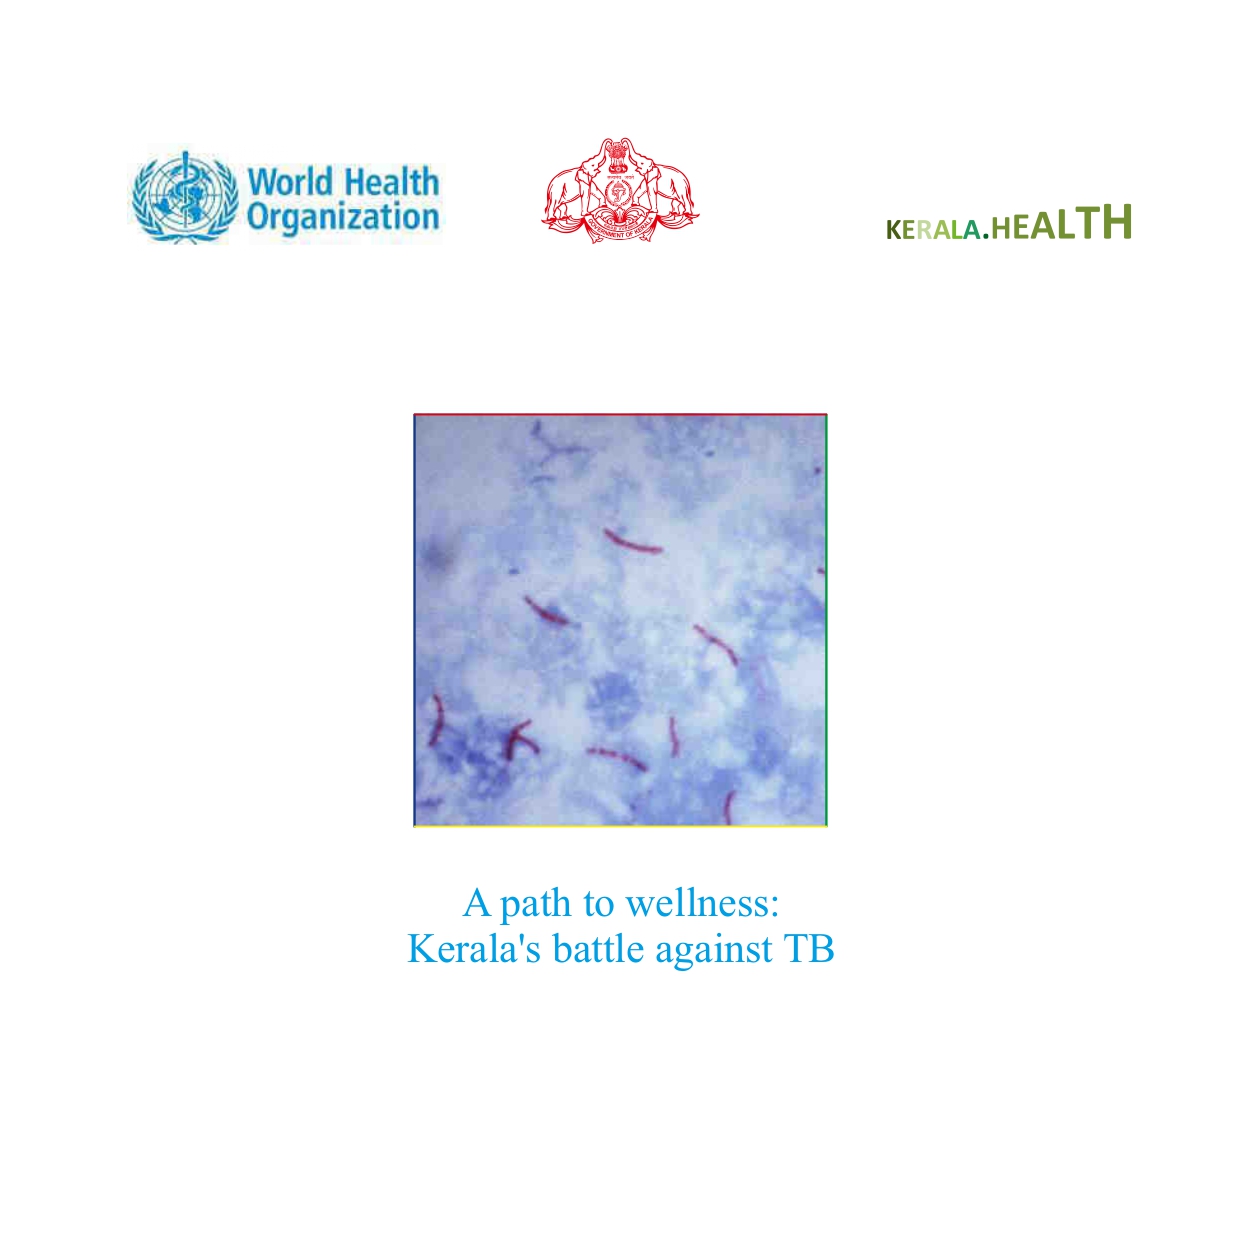 World Health
Organization
GOVERNMENT OF KERALA
KERALA.HEALTH
A path to wellness:
Kerala's battle against TB